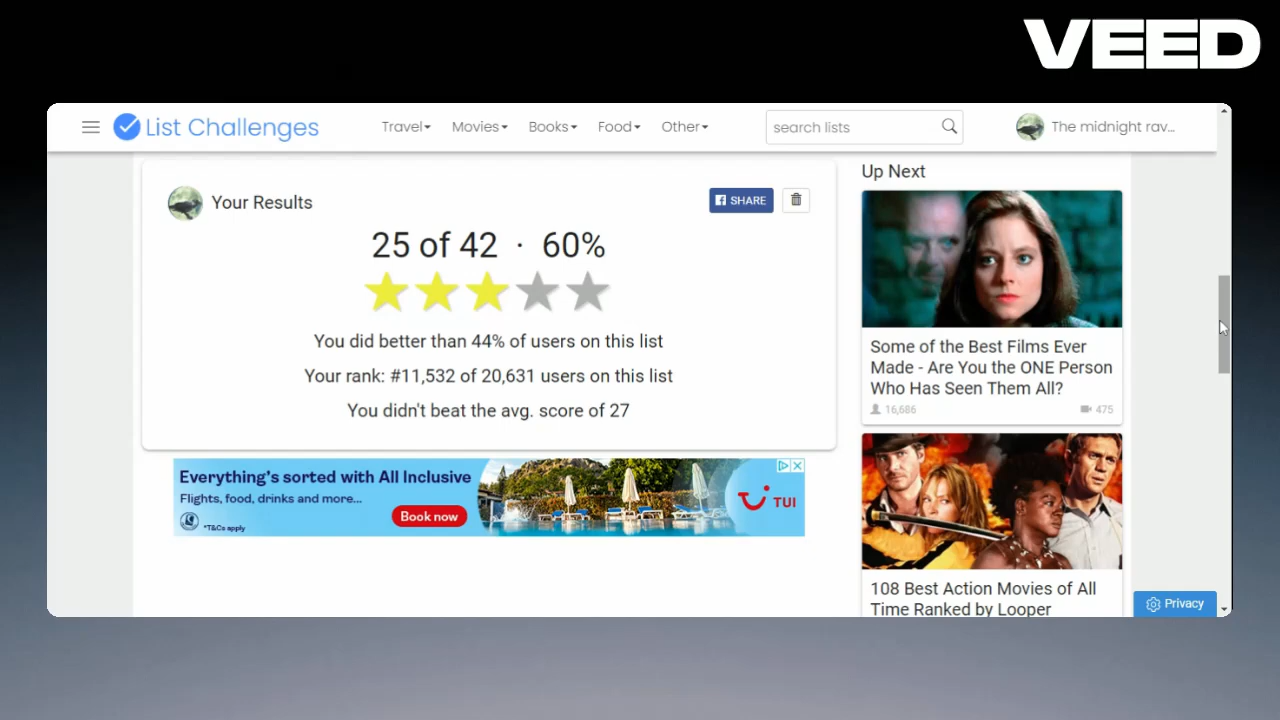 VEED
List Challenges
Travel
Movies
Books
Food
Other
search lists
The midnight rav...
Your Results
SHARE
25 of 42 · 60%
You did better than 44% of users on this list
Your rank: #11,532 of 20,631 users on this list
You didn't beat the avg. score of 27
Everything's sorted with All Inclusive
Flights, food, drinks and more...
*T&Cs apply
Book now
TUI
Up Next
Some of the Best Films Ever
Made - Are You the ONE Person
Who Has Seen Them All?
16,686
475
108 Best Action Movies of All
Time Ranked by Looper
Privacy